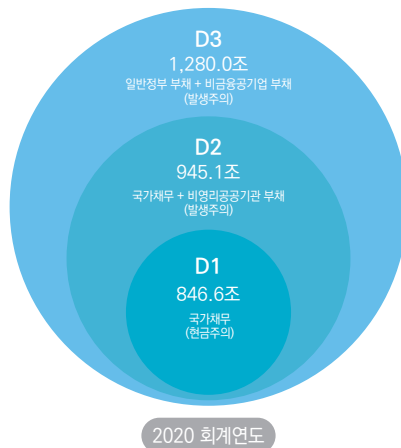 D3
1,280.0조
일반정부 부채 + 비금융공기업 부채
(발생주의)
D2
945.1조
국가채무 + 비영리공공기관 부채
(발생주의)
D1
846.6조
국가채무
(현금주의)
2020 회계연도